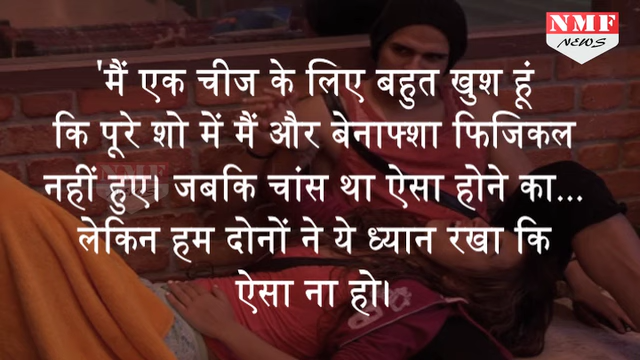 NMF
NEWS
'मैं एक चीज के लिए बहुत खुश हूं
कि पूरे शो में मैं और बेनाफ्शा फिजिकल
नहीं हुए। जबकि चांस था ऐसा होने का...
लेकिन हम दोनों ने ये ध्यान रखा कि
ऐसा ना हो।